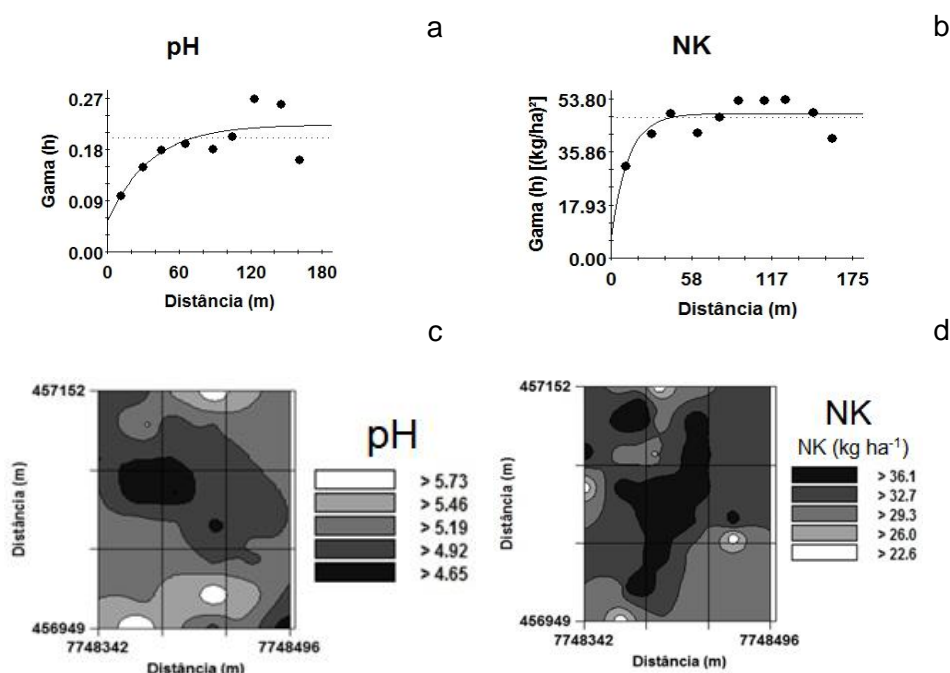 a
pH
Gama (h)
0.27
0.18
0.09
0.00
0
60
120
180
Distância (m)
b
NK
Gama (h) [(kg/ha)²]
53.80
35.86
17.93
0.00
0
58
117
175
Distância (m)
c
457152
456949
Distância (m)
7748342
7748496
Distância (m)
pH
> 5.73
> 5.46
> 5.19
> 4.92
> 4.65
d
457152
456949
Distância (m)
7748342
7748496
Distância (m)
NK
NK (kg ha⁻¹)
> 36.1
> 32.7
> 29.3
> 26.0
> 22.6